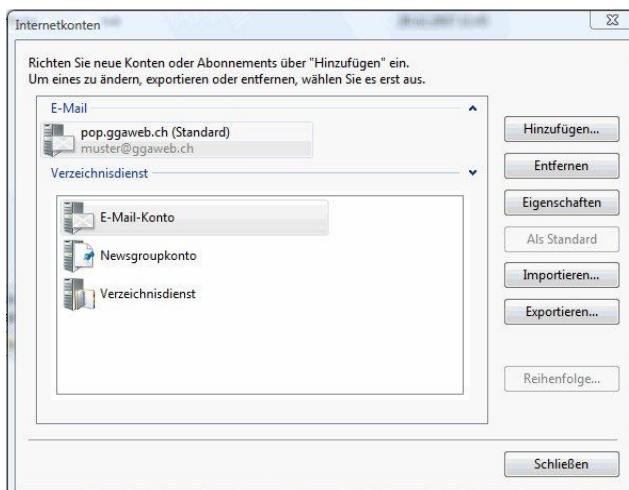 Internetkonten
Richten Sie neue Konten oder Abonnements über "Hinzufügen" ein.
Um eines zu ändern, exportieren oder entfernen, wählen Sie es erst aus.
E-Mail
pop.ggaweb.ch (Standard)
muster@ggaweb.ch
Verzeichnisdienst
E-Mail-Konto
Newsgroupkonto
Verzeichnisdienst
Hinzufügen...
Entfernen
Eigenschaften
Als Standard
Importieren...
Exportieren...
Reihenfolge...
Schließen